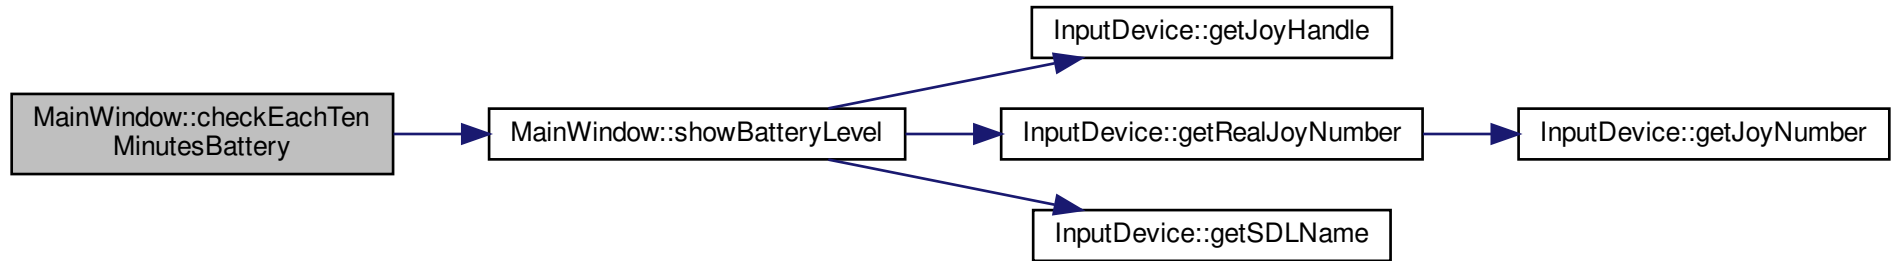 InputDevice::getJoyHandle
MainWindow::checkEachTen
MinutesBattery
MainWindow::showBatteryLevel
InputDevice::getRealJoyNumber
InputDevice::getJoyNumber
InputDevice::getSDLName